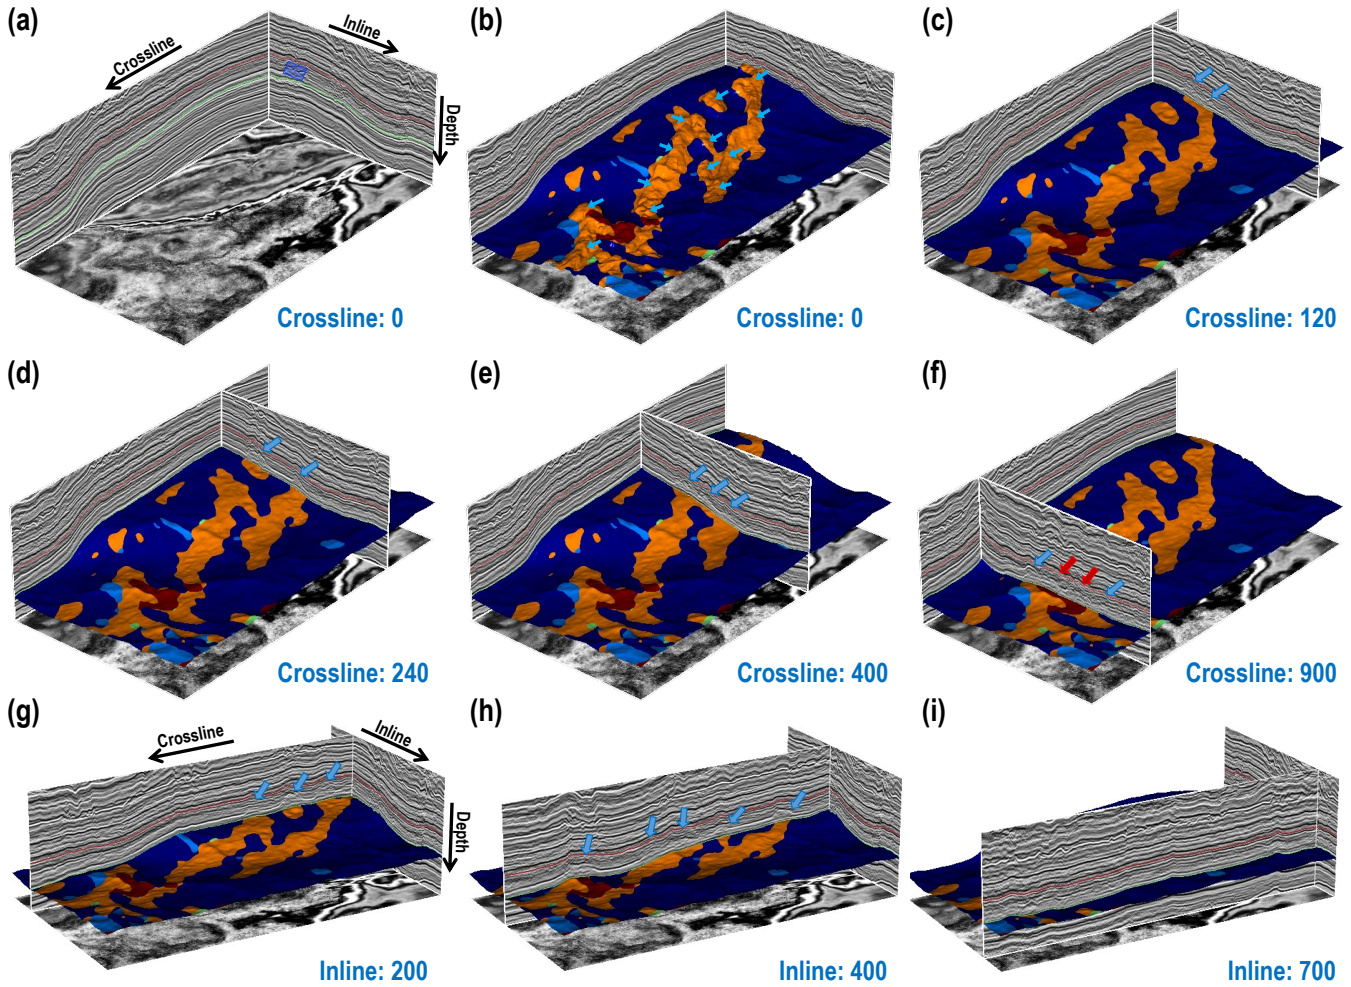 (a)
Crossline
Inline
Depth
Crossline: 0
(b)
Crossline: 0
(c)
Crossline: 120
(d)
Crossline: 240
(e)
Crossline: 400
(f)
Crossline: 900
(g)
Crossline
Inline
Depth
Inline: 200
(h)
Inline: 400
(i)
Inline: 700